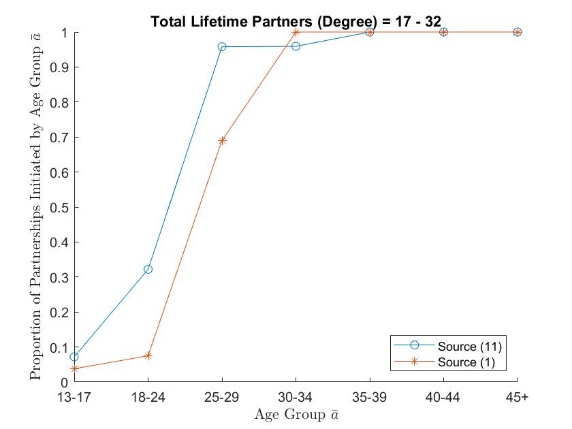 Total Lifetime Partners (Degree) = 17 - 32
Proportion of Partnerships Initiated by Age Group ā
1
0.9
0.8
0.7
0.6
0.5
0.4
0.3
0.2
0.1
0
13-17 18-24 25-29 30-34 35-39 40-44 45+
Age Group ā
Source (11)
Source (1)